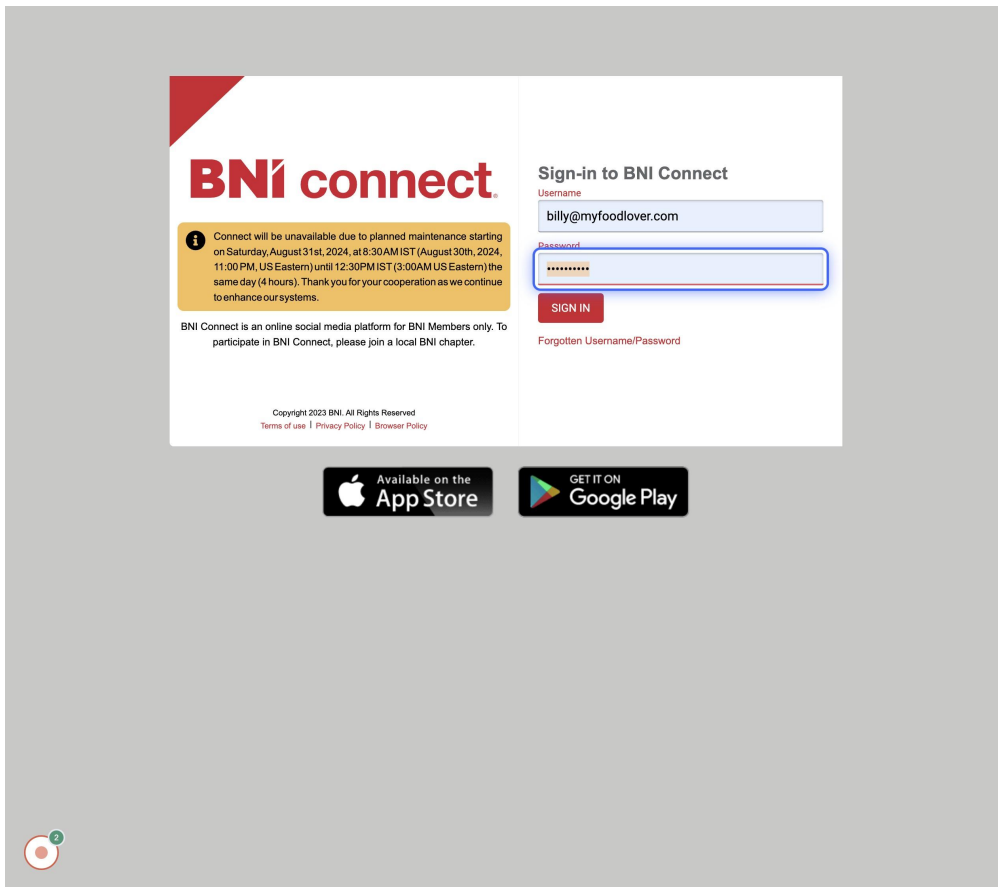 BNI connect.
Connect will be unavailable due to planned maintenance starting
on Saturday, August 31st, 2024, at 8:30 AM IST (August 30th, 2024,
11:00 PM, US Eastern) until 12:30PM IST (3:00AM US Eastern) the
same day (4 hours). Thank you for your cooperation as we continue
to enhance our systems.
BNI Connect is an online social media platform for BNI Members only. To
participate in BNI Connect, please join a local BNI chapter.
Copyright 2023 BNI. All Rights Reserved
Terms of use | Privacy Policy | Browser Policy
Sign-in to BNI Connect
Username
billy@myfoodlover.com
Password
••••••••••
SIGN IN
Forgotten Username/Password
Available on the
App Store
GET IT ON
Google Play
2